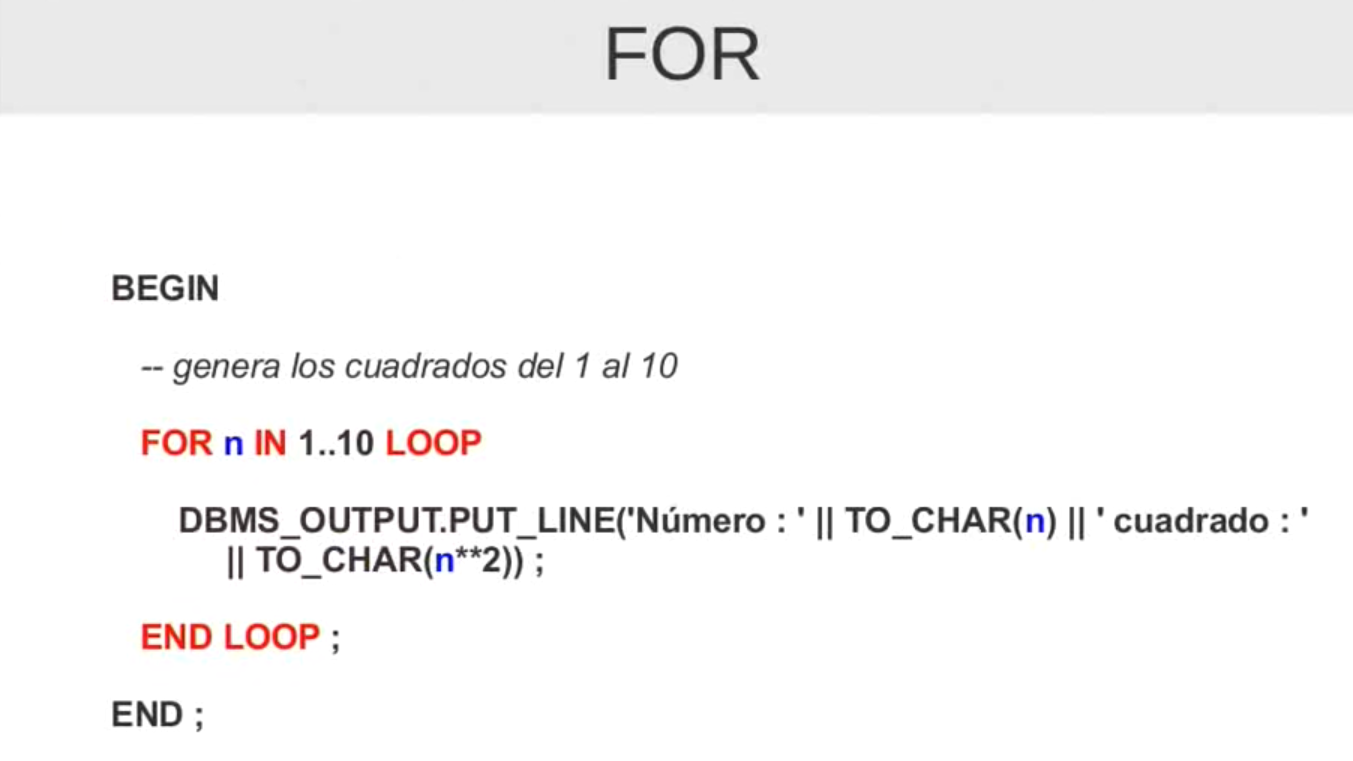 FOR
BEGIN
-- genera los cuadrados del 1 al 10
FOR n IN 1..10 LOOP
DBMS_OUTPUT.PUT_LINE('Número : ' || TO_CHAR(n) || ' cuadrado : '
|| TO_CHAR(n**2)) ;
END LOOP ;
END ;